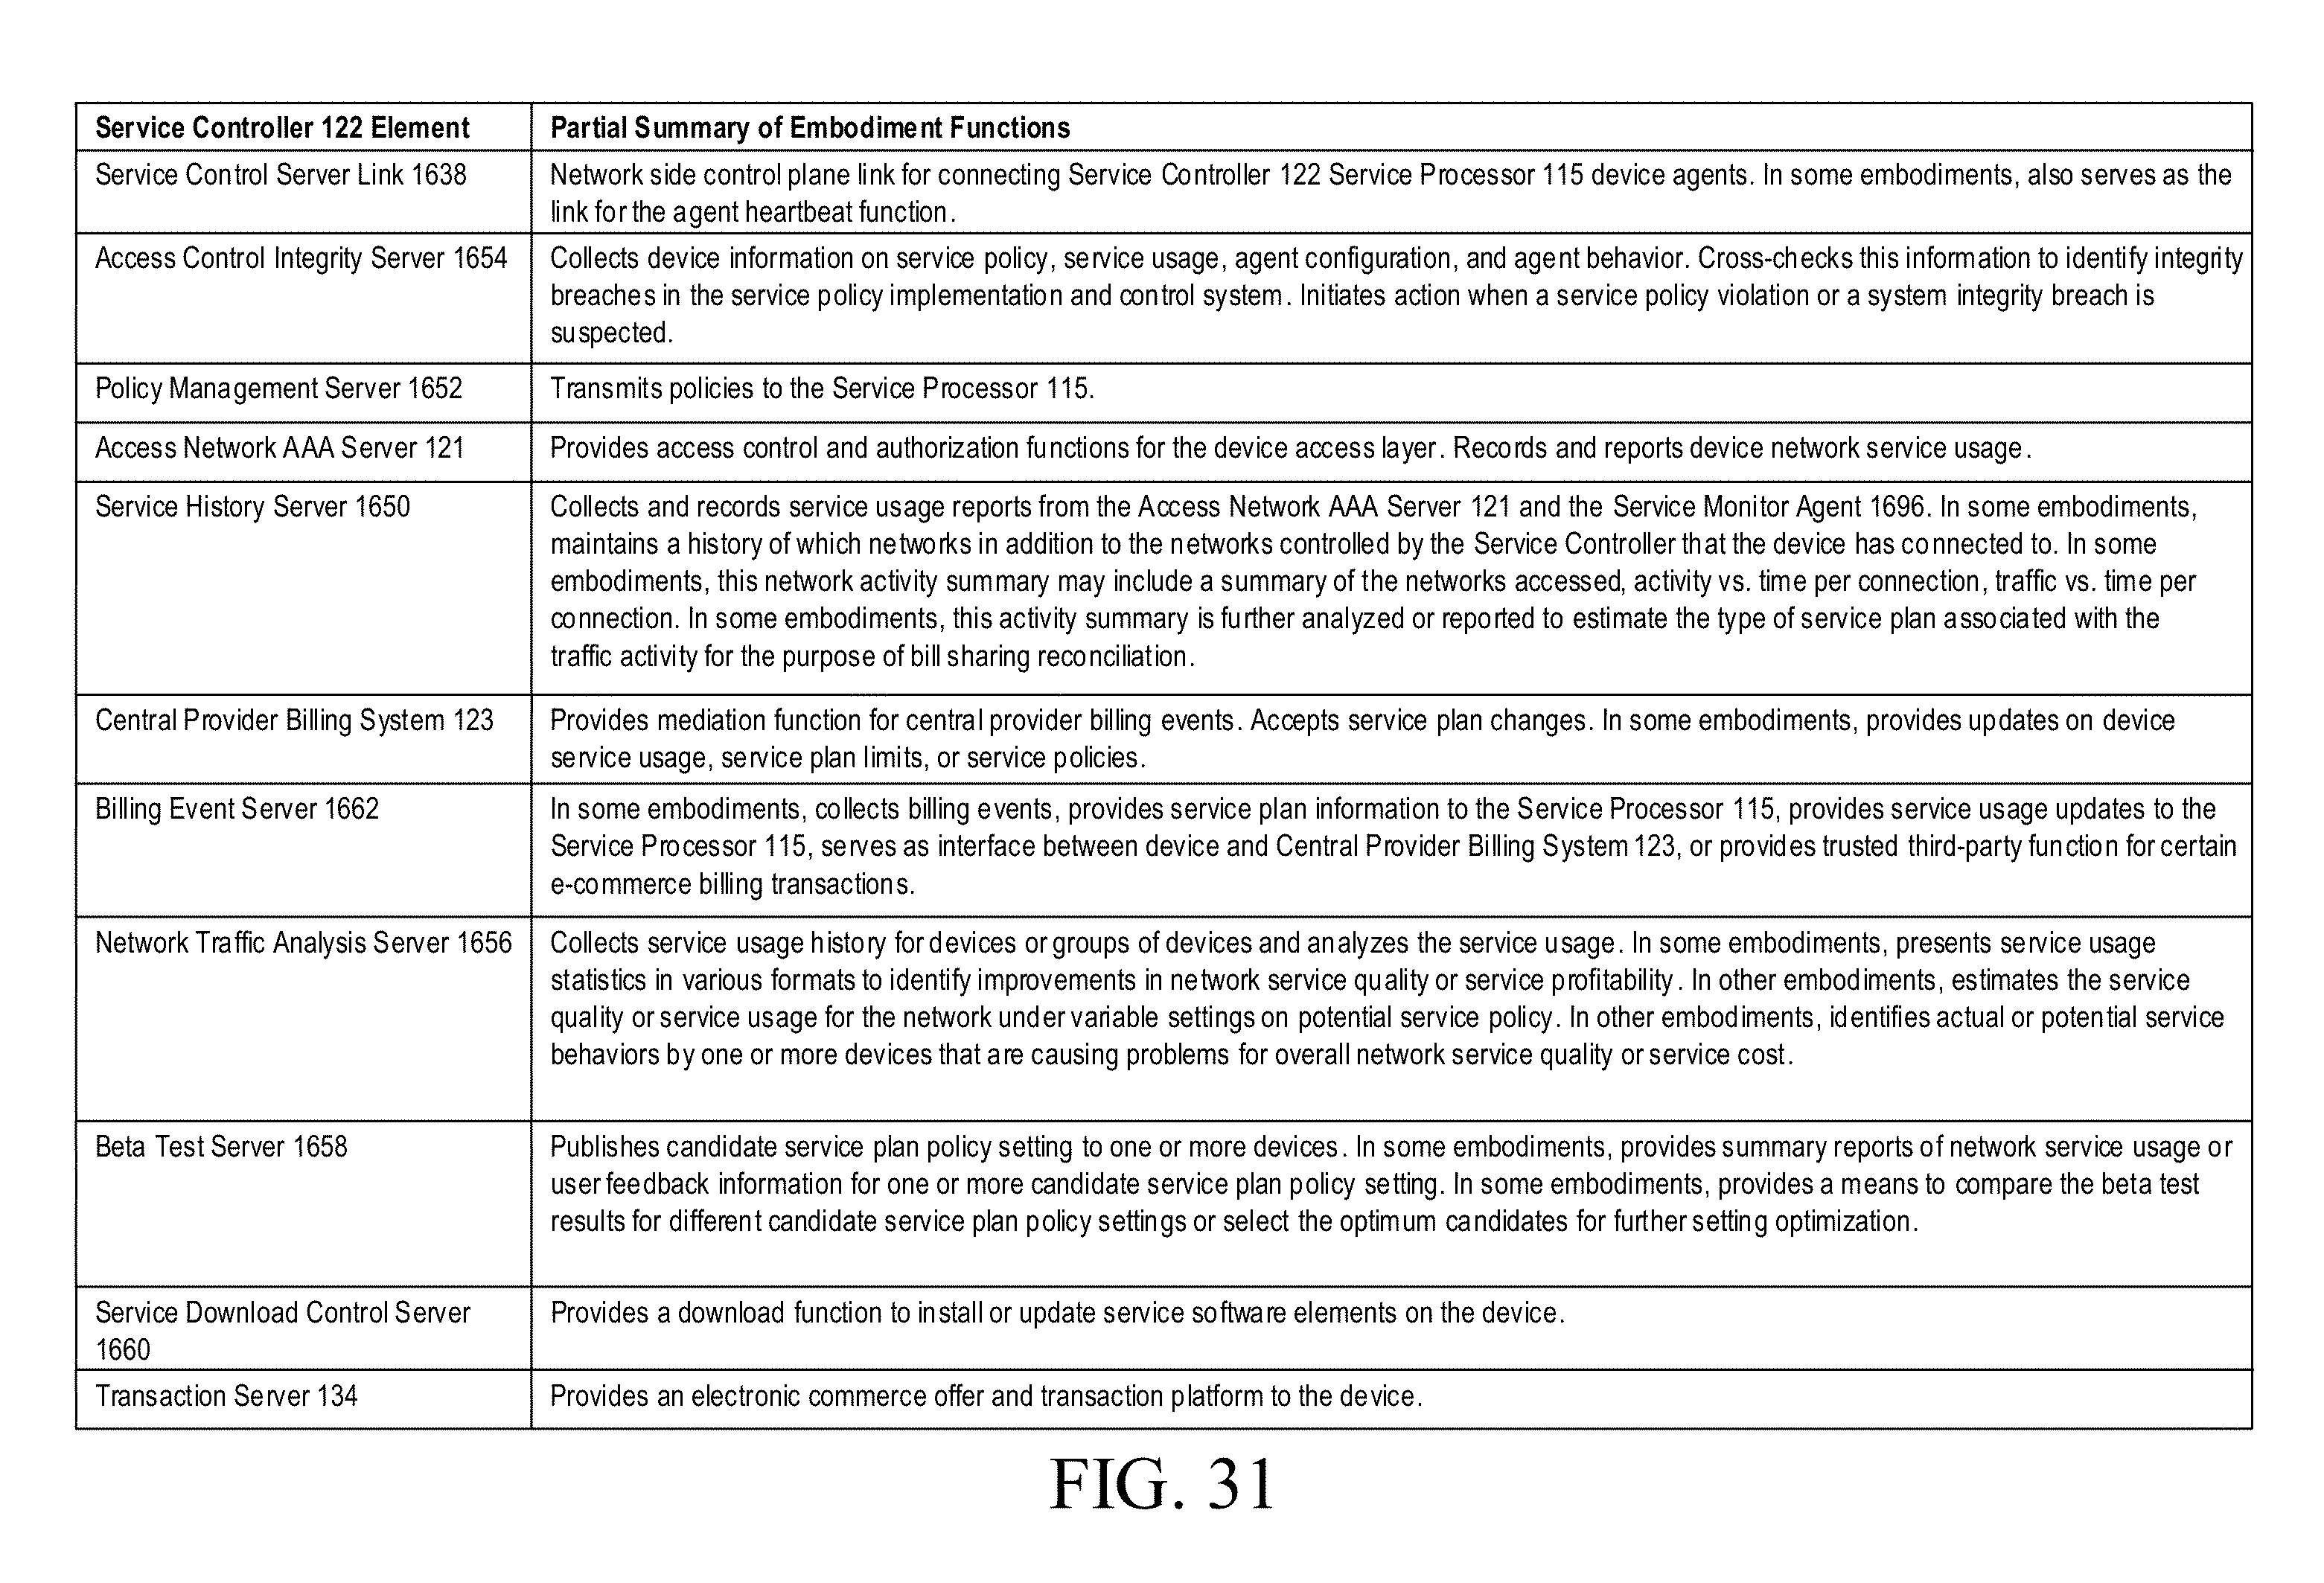 Service Controller 122 Element
Partial Summary of Embodiment Functions
Service Control Server Link 1638
Network side control plane link for connecting Service Controller 122 Service Processor 115 device agents. In some embodiments, also serves as the
link for the agent heartbeat function.
Access Control Integrity Server 1654
Collects device information on service policy, service usage, agent configuration, and agent behavior. Cross-checks this information to identify integrity
breaches in the service policy implementation and control system. Initiates action when a service policy violation or a system integrity breach is
suspected.
Policy Management Server 1652
Transmits policies to the Service Processor 115.
Access Network AAA Server 121
Provides access control and authorization functions for the device access layer. Records and reports device network service usage.
Service History Server 1650
Collects and records service usage reports from the Access Network AAA Server 121 and the Service Monitor Agent 1696. In some embodiments,
maintains a history of which networks in addition to the networks controlled by the Service Controller that the device has connected to. In some
embodiments, this network activity summary may include a summary of the networks accessed, activity vs. time per connection, traffic vs. time per
connection. In some embodiments, this activity summary is further analyzed or reported to estimate the type of service plan associated with the
traffic activity for the purpose of bill sharing reconciliation.
Central Provider Billing System 123
Provides mediation function for central provider billing events. Accepts service plan changes. In some embodiments, provides updates on device
service usage, service plan limits, or service policies.
Billing Event Server 1662
In some embodiments, collects billing events, provides service plan information to the Service Processor 115, provides service usage updates to the
Service Processor 115, serves as interface between device and Central Provider Billing System 123, or provides trusted third-party function for certain
e-commerce billing transactions.
Network Traffic Analysis Server 1656
Collects service usage history for devices or groups of devices and analyzes the service usage. In some embodiments, presents service usage
statistics in various formats to identify improvements in network service quality or service profitability. In other embodiments, estimates the service
quality or service usage for the network under variable settings on potential service policy. In other embodiments, identifies actual or potential service
behaviors by one or more devices that are causing problems for overall network service quality or service cost.
Beta Test Server 1658
Publishes candidate service plan policy setting to one or more devices. In some embodiments, provides summary reports of network service usage or
user feedback information for one or more candidate service plan policy setting. In some embodiments, provides a means to compare the beta test
results for different candidate service plan policy settings or select the optimum candidates for further setting optimization.
Service Download Control Server
1660
Provides a download function to install or update service software elements on the device.
Transaction Server 134
Provides an electronic commerce offer and transaction platform to the device.
FIG. 31